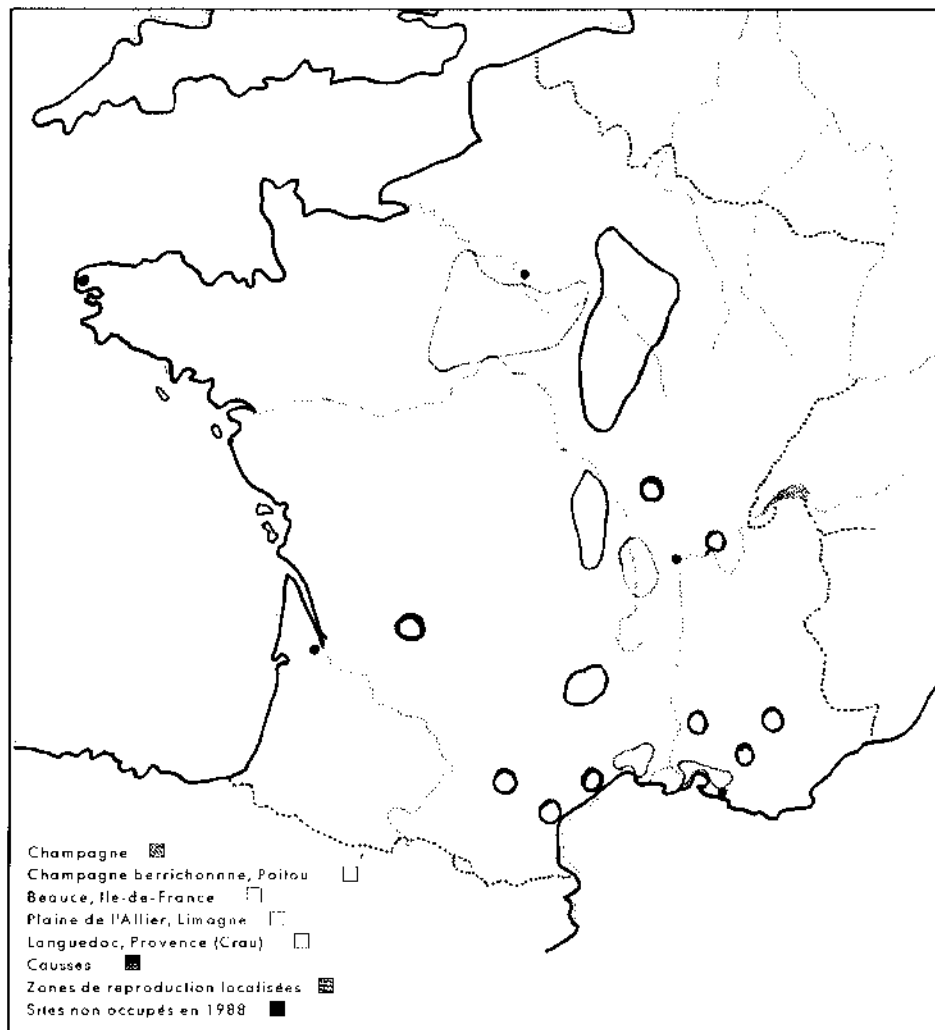 Champagne
Champagne berrichonnne, Poitou
Beauce, Ile-de-France
Plaine de l'Allier, Limagne
Languedoc, Provence (Crau)
Causses
Zones de reproduction localisées
Sites non occupés en 1988